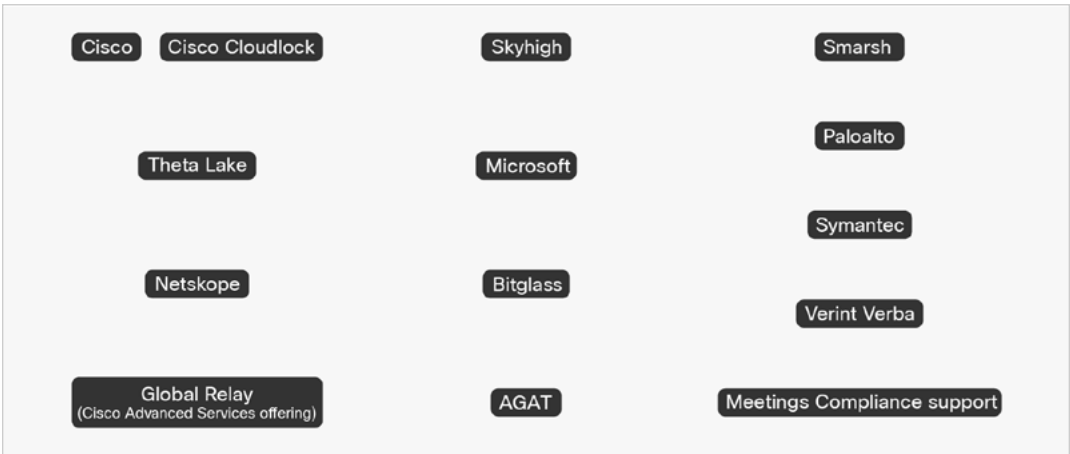 Cisco
Cisco Cloudlock
Skyhigh
Smarsh
Paloalto
Theta Lake
Microsoft
Symantec
Netskope
Bitglass
Verint Verba
Global Relay
(Cisco Advanced Services offering)
AGAT
Meetings Compliance support